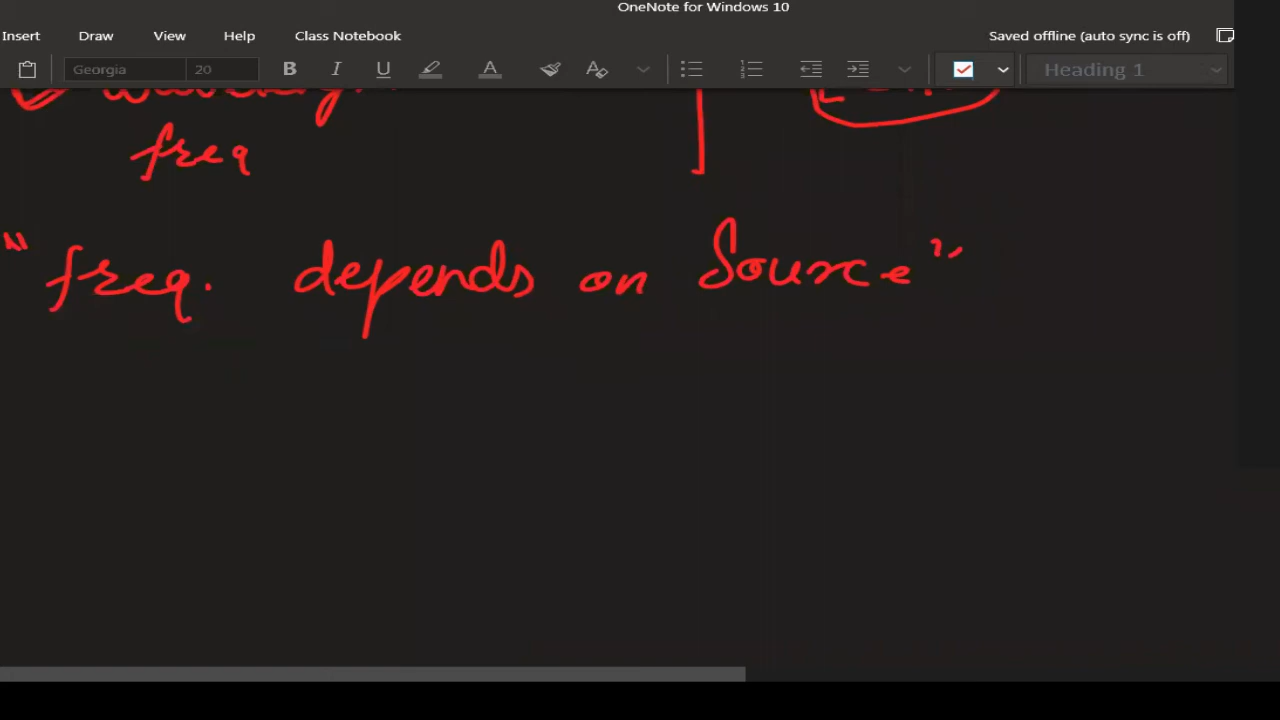 OneNote for Windows 10
Insert Draw View Help Class Notebook Saved offline (auto sync is off)
Georgia 20 B I U A Heading 1
freq
"freq. depends on Source"